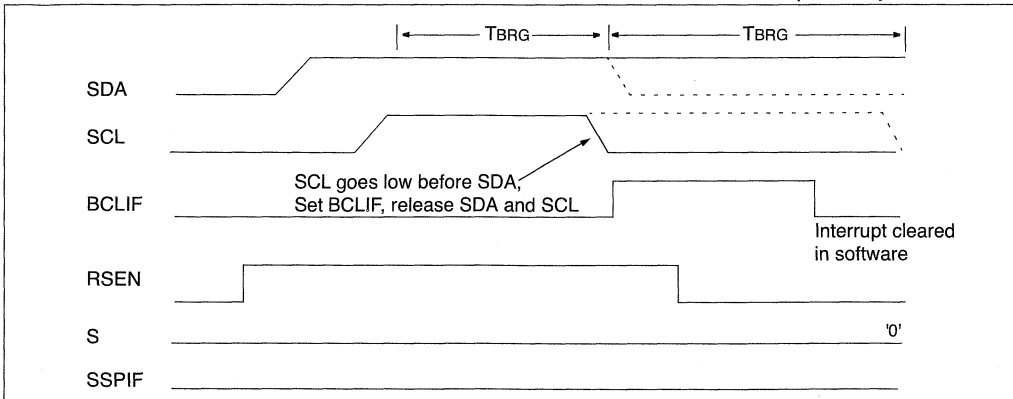 TBRG TBRG
SDA
SCL
SCL goes low before SDA,
Set BCLIF, release SDA and SCL
BCLIF
Interrupt cleared
in software
RSEN
S '0'
SSPIF